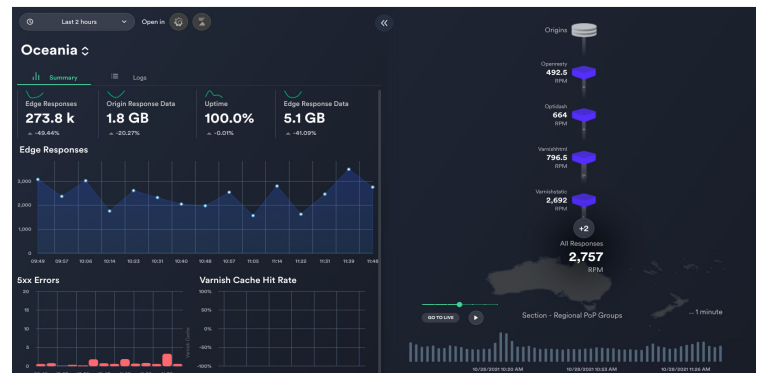 Last 2 hours
Open in
Oceania
Summary
Logs
Edge Responses
273.8 k
-49.44%
Origin Response Data
1.8 GB
-20.27%
Uptime
100.0%
-0.01%
Edge Response Data
5.1 GB
-41.09%
Edge Responses
3,000
2,000
1,000
0
09:49 09:57 10:06 10:14 10:23 10:31 10:40 10:48 10:57 11:05 11:14 11:22 11:31 11:39 11:48
5xx Errors
20
15
10
5
0
Varnish Cache Hit Rate
100%
50%
0%
-50%
-100%
Varnish Cache
Origins
Openresty
492.5
RPM
Optidash
664
RPM
Varnishhtml
796.5
RPM
Varnishstatic
2,692
RPM
+2
All Responses
2,757
RPM
GO TO LIVE
Section - Regional PoP Groups
... 1 minute
10/28/2021 10:20 AM
10/28/2021 10:53 AM
10/28/2021 11:26 AM